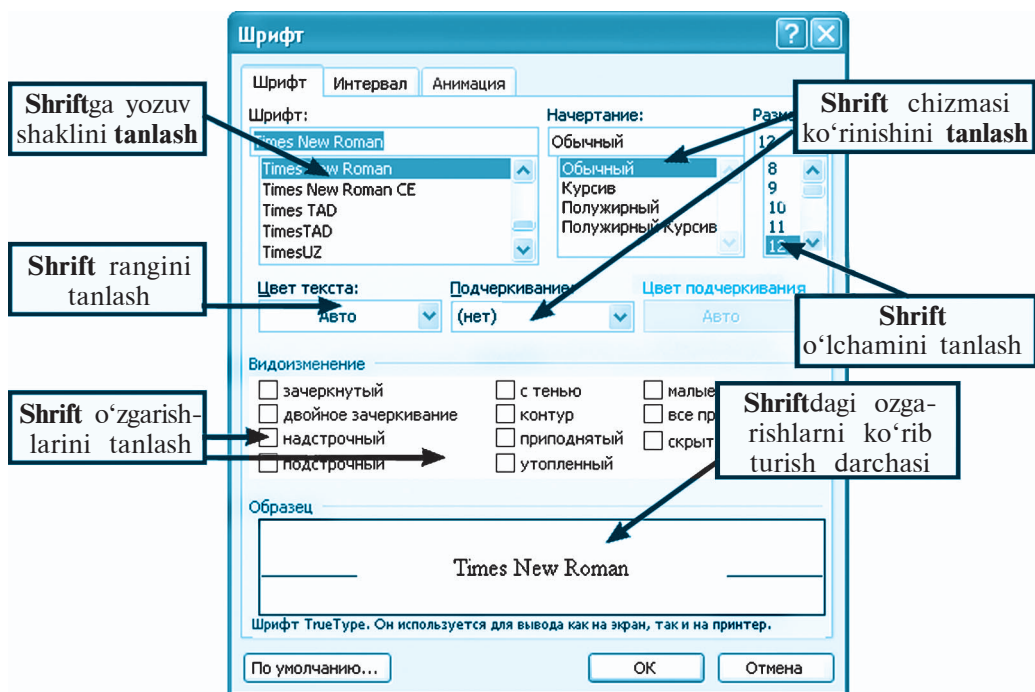 Шрифт
Шрифт Интервал Анимация
Shriftga yozuv
shaklini tanlash
Shrift chizmasi
ko‘rinishini tanlash
Шрифт: Начертание:
Times New Roman Обычный 12
Times New Roman Обычный 8
Times New Roman CE Курсив 9
Times TAD Полужирный 10
TimesTAD Полужирный Курсив 11
TimesUZ 12
Shrift rangini
tanlash
Цвет текста: Подчеркивание: Цвет подчеркивания
Авто (нет) Авто
Shrift
o‘lchamini tanlash
Видоизменение
зачеркнутый с тенью малые
двойное зачеркивание контур все
надстрочный приподнятый
подстрочный утопленный
Shrift o‘zgarish-
larini tanlash
Shriftdagi ozga-
rishlarni ko‘rib
turish darchasi
Образец
Times New Roman
Шрифт TrueType. Он используется для вывода как на экран, так и на принтер.
По умолчанию... ОК Отмена